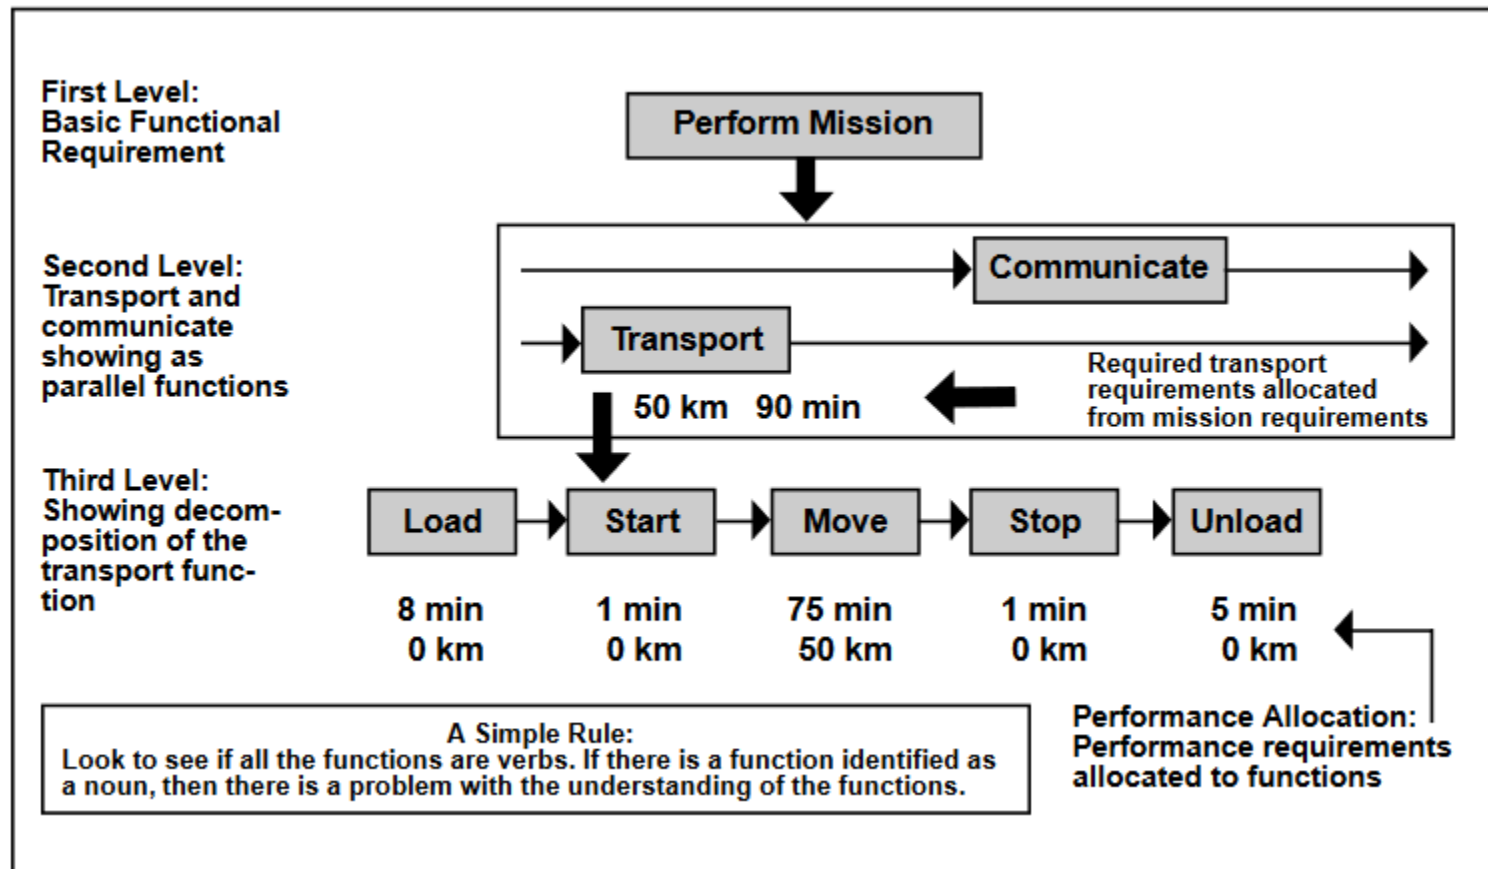 First Level:
Basic Functional
Requirement
Perform Mission
Second Level:
Transport and
communicate
showing as
parallel functions
Communicate
Transport
50 km 90 min
Required transport
requirements allocated
from mission requirements
Third Level:
Showing decom-
position of the
transport func-
tion
Load
Start
Move
Stop
Unload
8 min
0 km
1 min
0 km
75 min
50 km
1 min
0 km
5 min
0 km
A Simple Rule:
Look to see if all the functions are verbs. If there is a function identified as
a noun, then there is a problem with the understanding of the functions.
Performance Allocation:
Performance requirements
allocated to functions